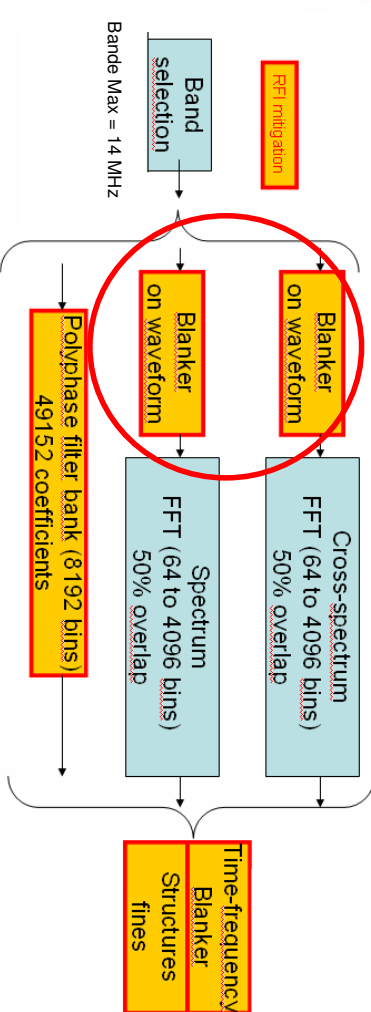 RFI mitigation
Band
selection
Bande Max = 14 MHz
Blanker
on waveform
Cross-spectrum
FFT (64 to 4096 bins)
50% overlap
Blanker
on waveform
Spectrum
FFT (64 to 4096 bins)
50% overlap
Polyphase filter bank (8192 bins)
49152 coefficients
Time-frequency
Blanker
Structures
fines